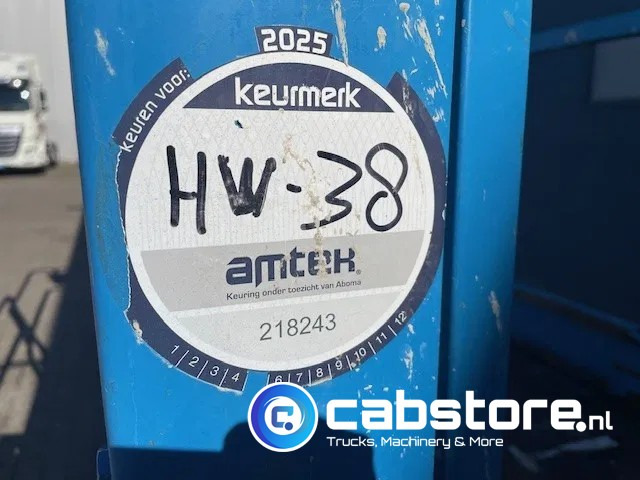 2025
keuren voor:
keurmerk
HW-38
amtek®
Keuring onder toezicht van Aboma
218243
1 2 3 4 6 7 8 9 10 11 12
cabstore.nl
Trucks, Machinery & More